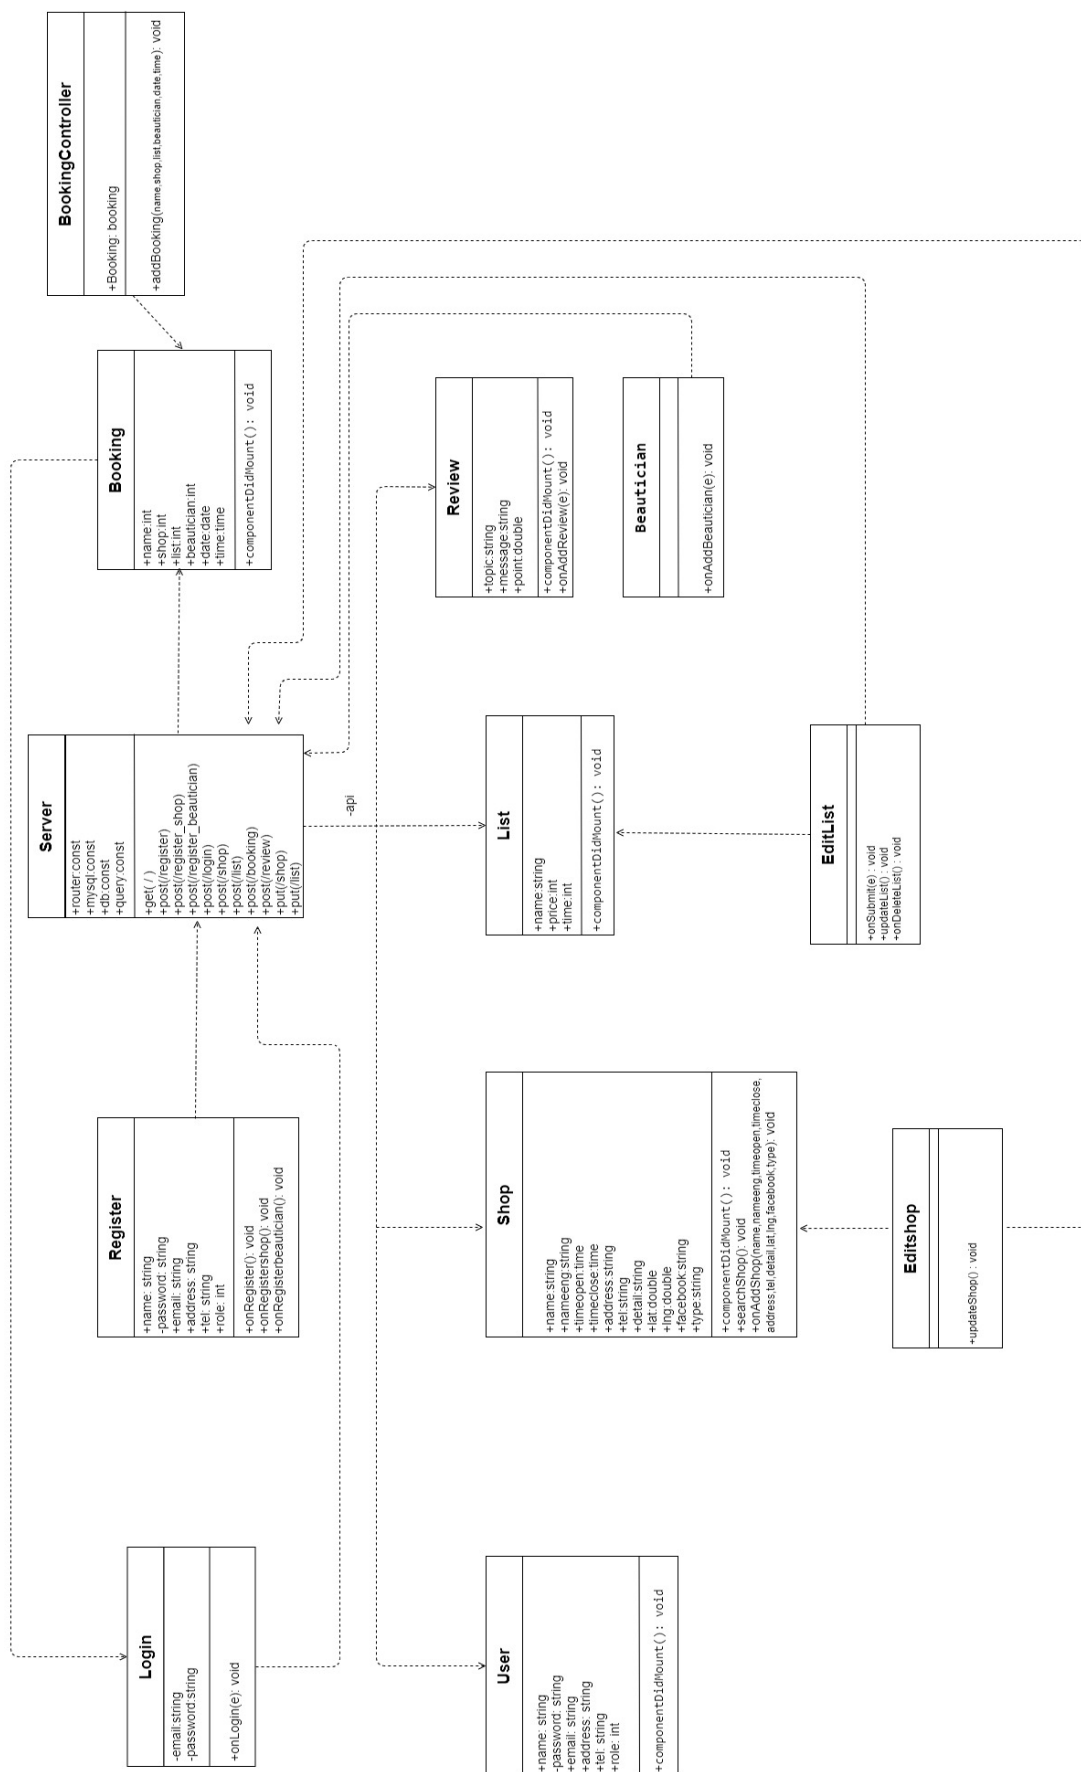 Login
-email:string
-password:string
+onLogin(e): void
Register
+name: string
-password: string
+email: string
+address: string
+tel: string
+role: int
+onRegister(): void
+onRegistershop(): void
+onRegisterbeautician(): void
Server
+router:const
+mysql:const
+db:const
+query:const
+get( / )
+post(/register)
+post(/register_shop)
+post(/register_beautician)
+post(/login)
+post(/shop)
+post(/list)
+post(/booking)
+post(/review)
+put(/shop)
+put(/list)
Booking
+name:int
+shop:int
+list:int
+beautician:int
+date:date
+time:time
+componentDidMount(): void
BookingController
+Booking: booking
+addBooking(name,shop,list,beautician,date,time): void
-api
User
+name: string
-password: string
+email: string
+address: string
+tel: string
+role: int
+componentDidMount(): void
Shop
+name:string
+nameeng:string
+timeopen:time
+timeclose:time
+address:string
+tel:string
+detail:string
+lat:double
+lng:double
+facebook:string
+type:string
+componentDidMount(): void
+searchShop(): void
+onAddShop(name,nameeng,timeopen,timeclose,
address,tel,detail,lat,lng,facebook,type): void
List
+name:string
+price:int
+time:int
+componentDidMount(): void
Review
+topic:string
+message:string
+point:double
+componentDidMount(): void
+onAddReview(e): void
Beautician
+onAddBeautician(e): void
Editshop
+updateShop() : void
EditList
+onSubmit(e) : void
+updateList() : void
+onDeleteList() : void